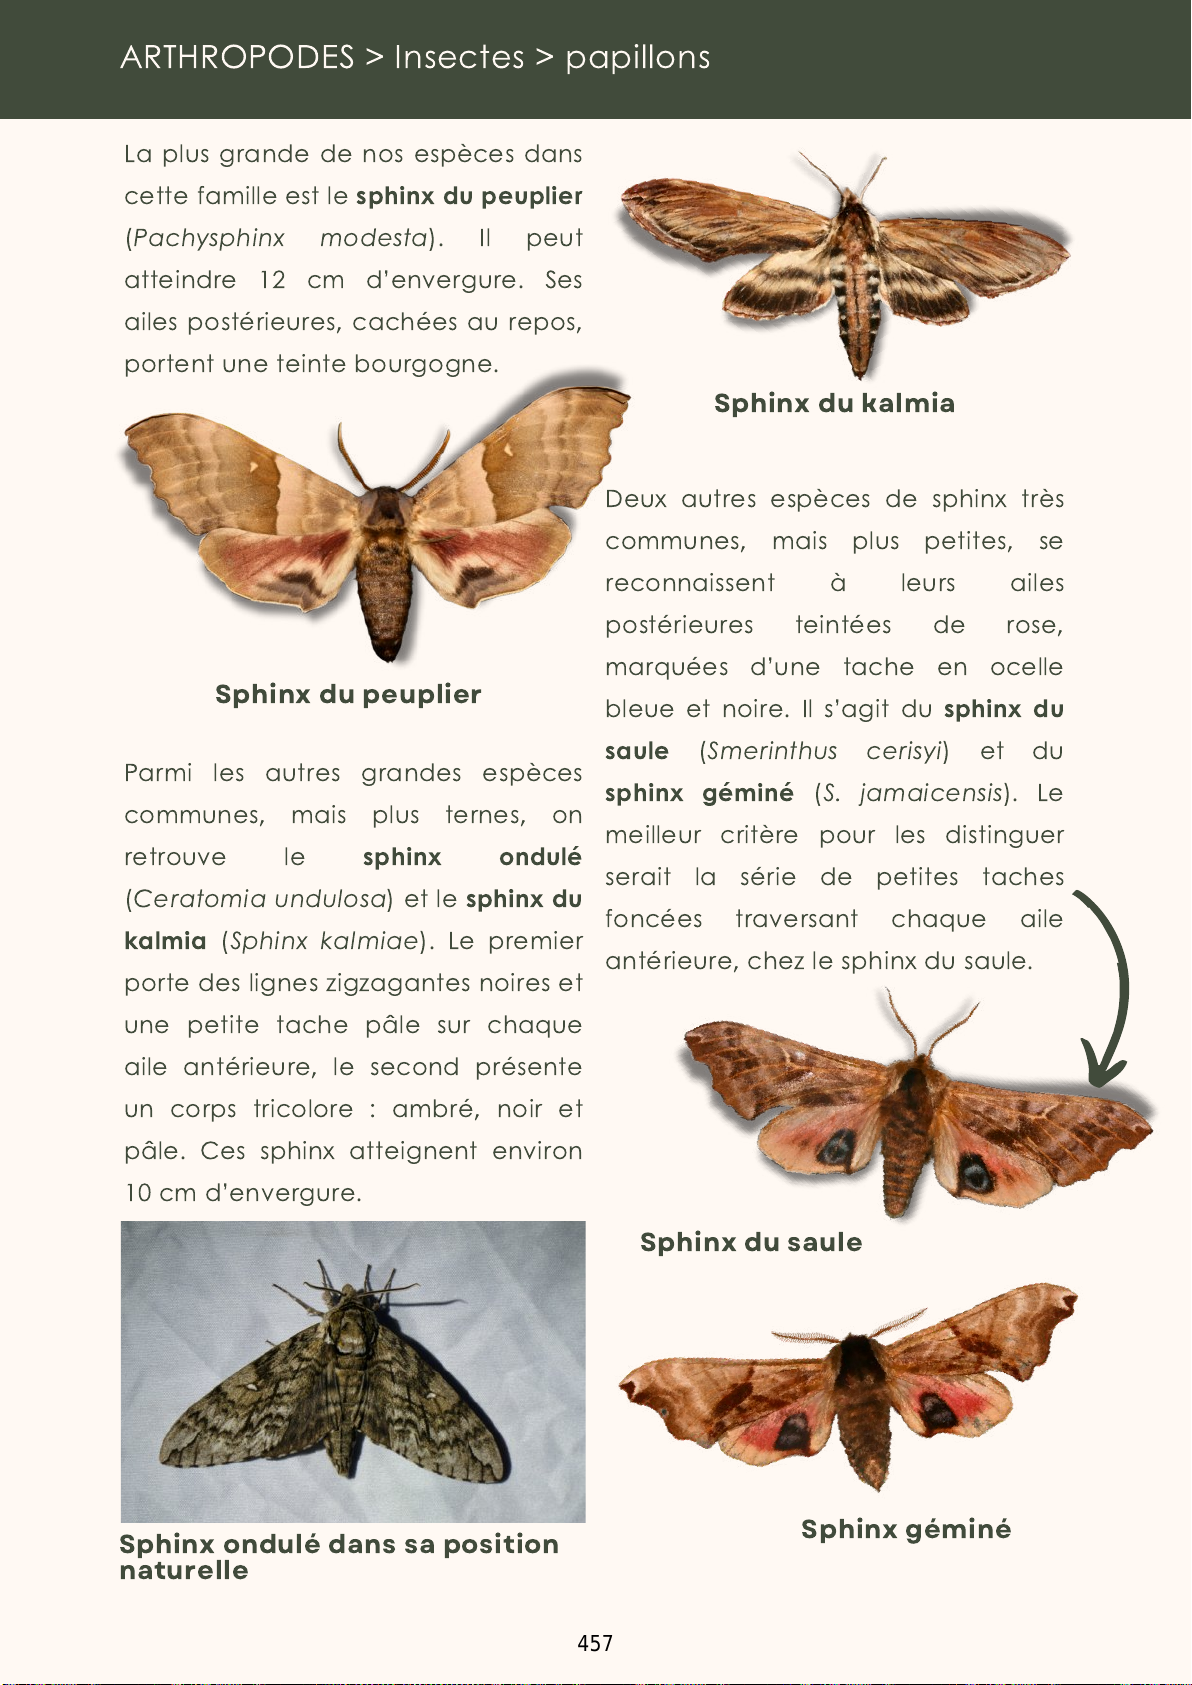 ARTHROPODES > Insectes > papillons
La plus grande de nos espèces dans
cette famille est le sphinx du peuplier
(Pachysphinx modesta). Il peut
atteindre 12 cm d'envergure. Ses
ailes postérieures, cachées au repos,
portent une teinte bourgogne.
Sphinx du peuplier
Parmi les autres grandes espèces
communes, mais plus ternes, on
retrouve le sphinx ondulé
(Ceratomia undulosa) et le sphinx du
kalmia (Sphinx kalmiae). Le premier
porte des lignes zigzagantes noires et
une petite tache pâle sur chaque
aile antérieure, le second présente
un corps tricolore : ambré, noir et
pâle. Ces sphinx atteignent environ
10 cm d'envergure.
Sphinx ondulé dans sa position
naturelle
Sphinx du kalmia
Deux autres espèces de sphinx très
communes, mais plus petites, se
reconnaissent à leurs ailes
postérieures teintées de rose,
marquées d'une tache en ocelle
bleue et noire. Il s'agit du sphinx du
saule (Smerinthus cerisyi) et du
sphinx géminé (S. jamaicensis). Le
meilleur critère pour les distinguer
serait la série de petites taches
foncées traversant chaque aile
antérieure, chez le sphinx du saule.
Sphinx du saule
Sphinx géminé
457